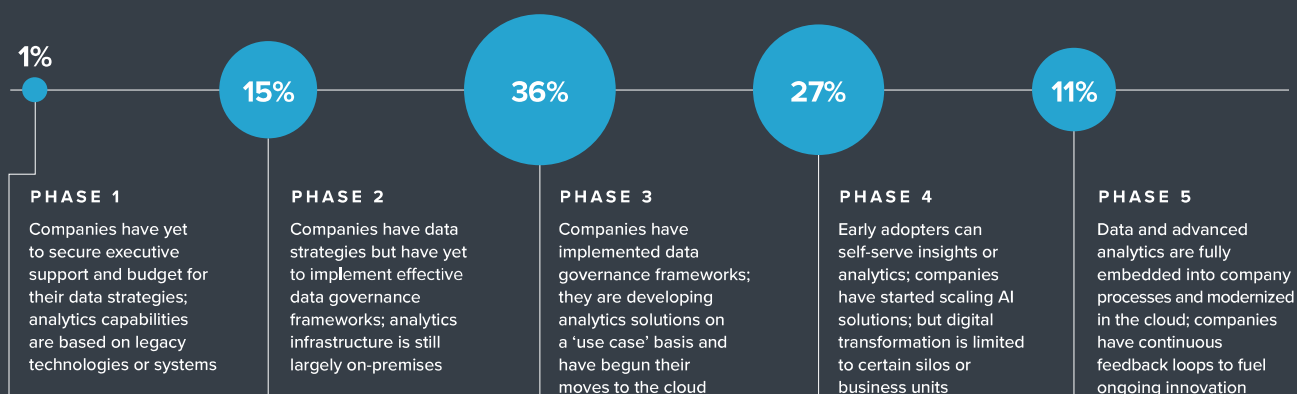 1%
15%
36%
27%
11%
PHASE 1
Companies have yet
to secure executive
support and budget for
their data strategies;
analytics capabilities
are based on legacy
technologies or systems
PHASE 2
Companies have data
strategies but have yet
to implement effective
data governance
frameworks; analytics
infrastructure is still
largely on-premises
PHASE 3
Companies have
implemented data
governance frameworks;
they are developing
analytics solutions on
a ‘use case’ basis and
have begun their
moves to the cloud
PHASE 4
Early adopters can
self-serve insights or
analytics; companies
have started scaling AI
solutions; but digital
transformation is limited
to certain silos or
business units
PHASE 5
Data and advanced
analytics are fully
embedded into company
processes and modernized
in the cloud; companies
have continuous
feedback loops to fuel
ongoing innovation